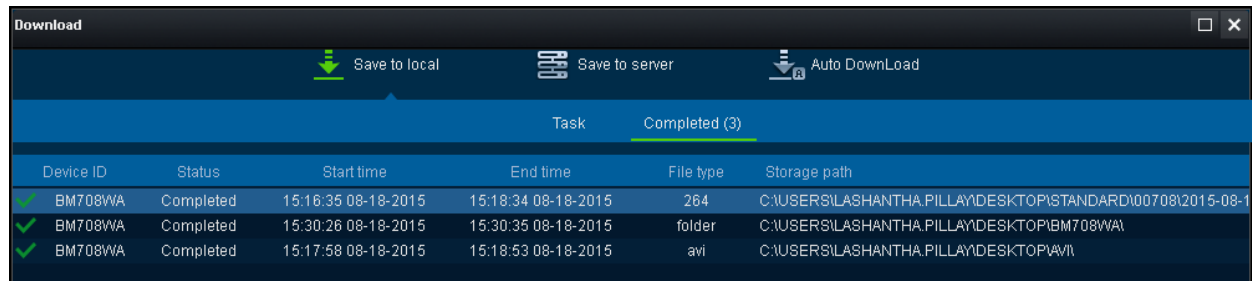 Download
Save to local Save to server Auto DownLoad
Task Completed (3)
Device ID Status Start time End time File type Storage path
BM708WA Completed 15:16:35 08-18-2015 15:18:34 08-18-2015 264 C:\USERS\LASHANTHA.PILLAY\DESKTOP\STANDARD\00708\2015-08-1
BM708WA Completed 15:30:26 08-18-2015 15:30:35 08-18-2015 folder C:\USERS\LASHANTHA.PILLAY\DESKTOP\BM708WA\
BM708WA Completed 15:17:58 08-18-2015 15:18:53 08-18-2015 avi C:\USERS\LASHANTHA.PILLAY\DESKTOP\AVI\